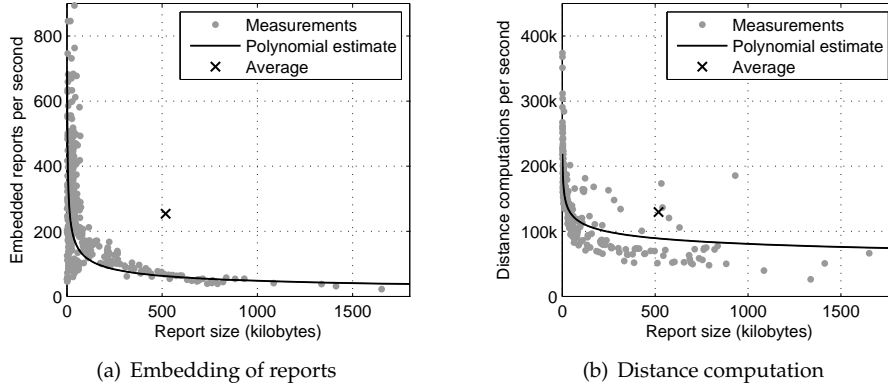 800
600
400
200
0
Embedded reports per second
Measurements
Polynomial estimate
Average
0 500 1000 1500
Report size (kilobytes)
(a) Embedding of reports
400k
300k
200k
100k
0
Distance computations per second
Measurements
Polynomial estimate
Average
0 500 1000 1500
Report size (kilobytes)
(b) Distance computation